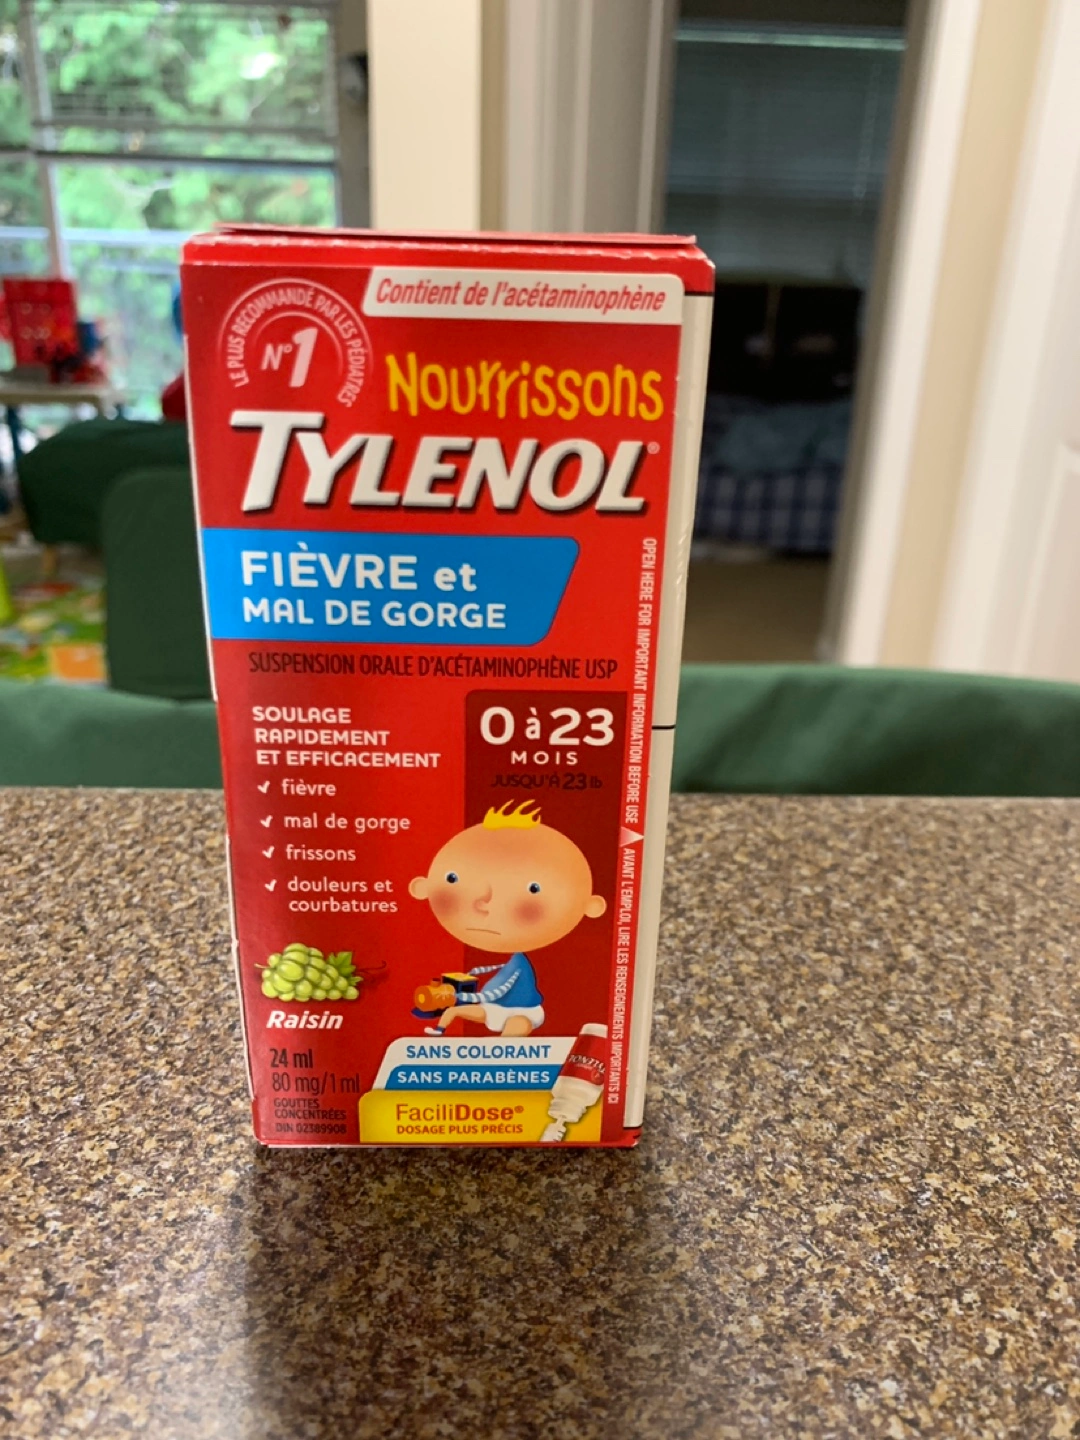 Contient de l'acétaminophène
LE PLUS RECOMMANDÉ PAR LES PÉDIATRES
N°1
Nourrissons
TYLENOL®
FIÈVRE et
MAL DE GORGE
SUSPENSION ORALE D'ACÉTAMINOPHÈNE USP
SOULAGE
RAPIDEMENT
ET EFFICACEMENT
✓ fièvre
✓ mal de gorge
✓ frissons
✓ douleurs et
courbatures
0 à 23
MOIS
JUSQU'À 23 lb
Raisin
24 ml
80 mg/1 ml
GOUTTES
CONCENTRÉES
DIN 02389908
SANS COLORANT
SANS PARABÈNES
FaciliDose®
DOSAGE PLUS PRÉCIS
TYLENOL
OPEN HERE FOR IMPORTANT INFORMATION BEFORE USE
AVANT L'EMPLOI, LIRE LES RENSEIGNEMENTS IMPORTANTS ICI